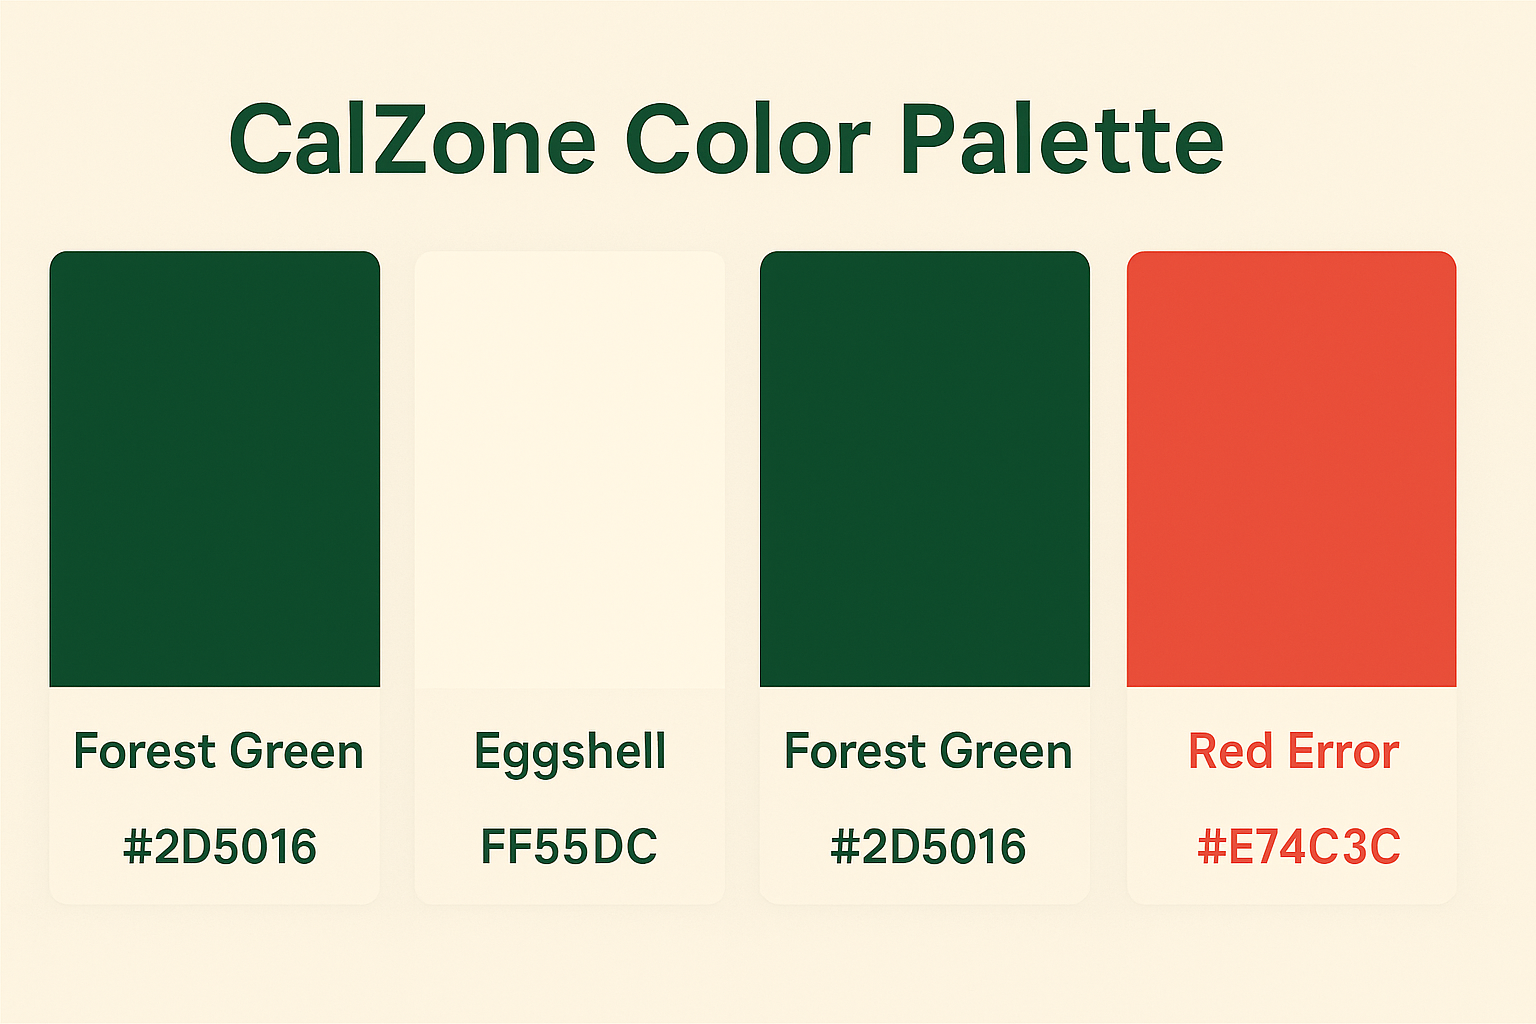 CalZone Color Palette
Forest Green
#2D5016
Eggshell
FF55DC
Forest Green
#2D5016
Red Error
#E74C3C